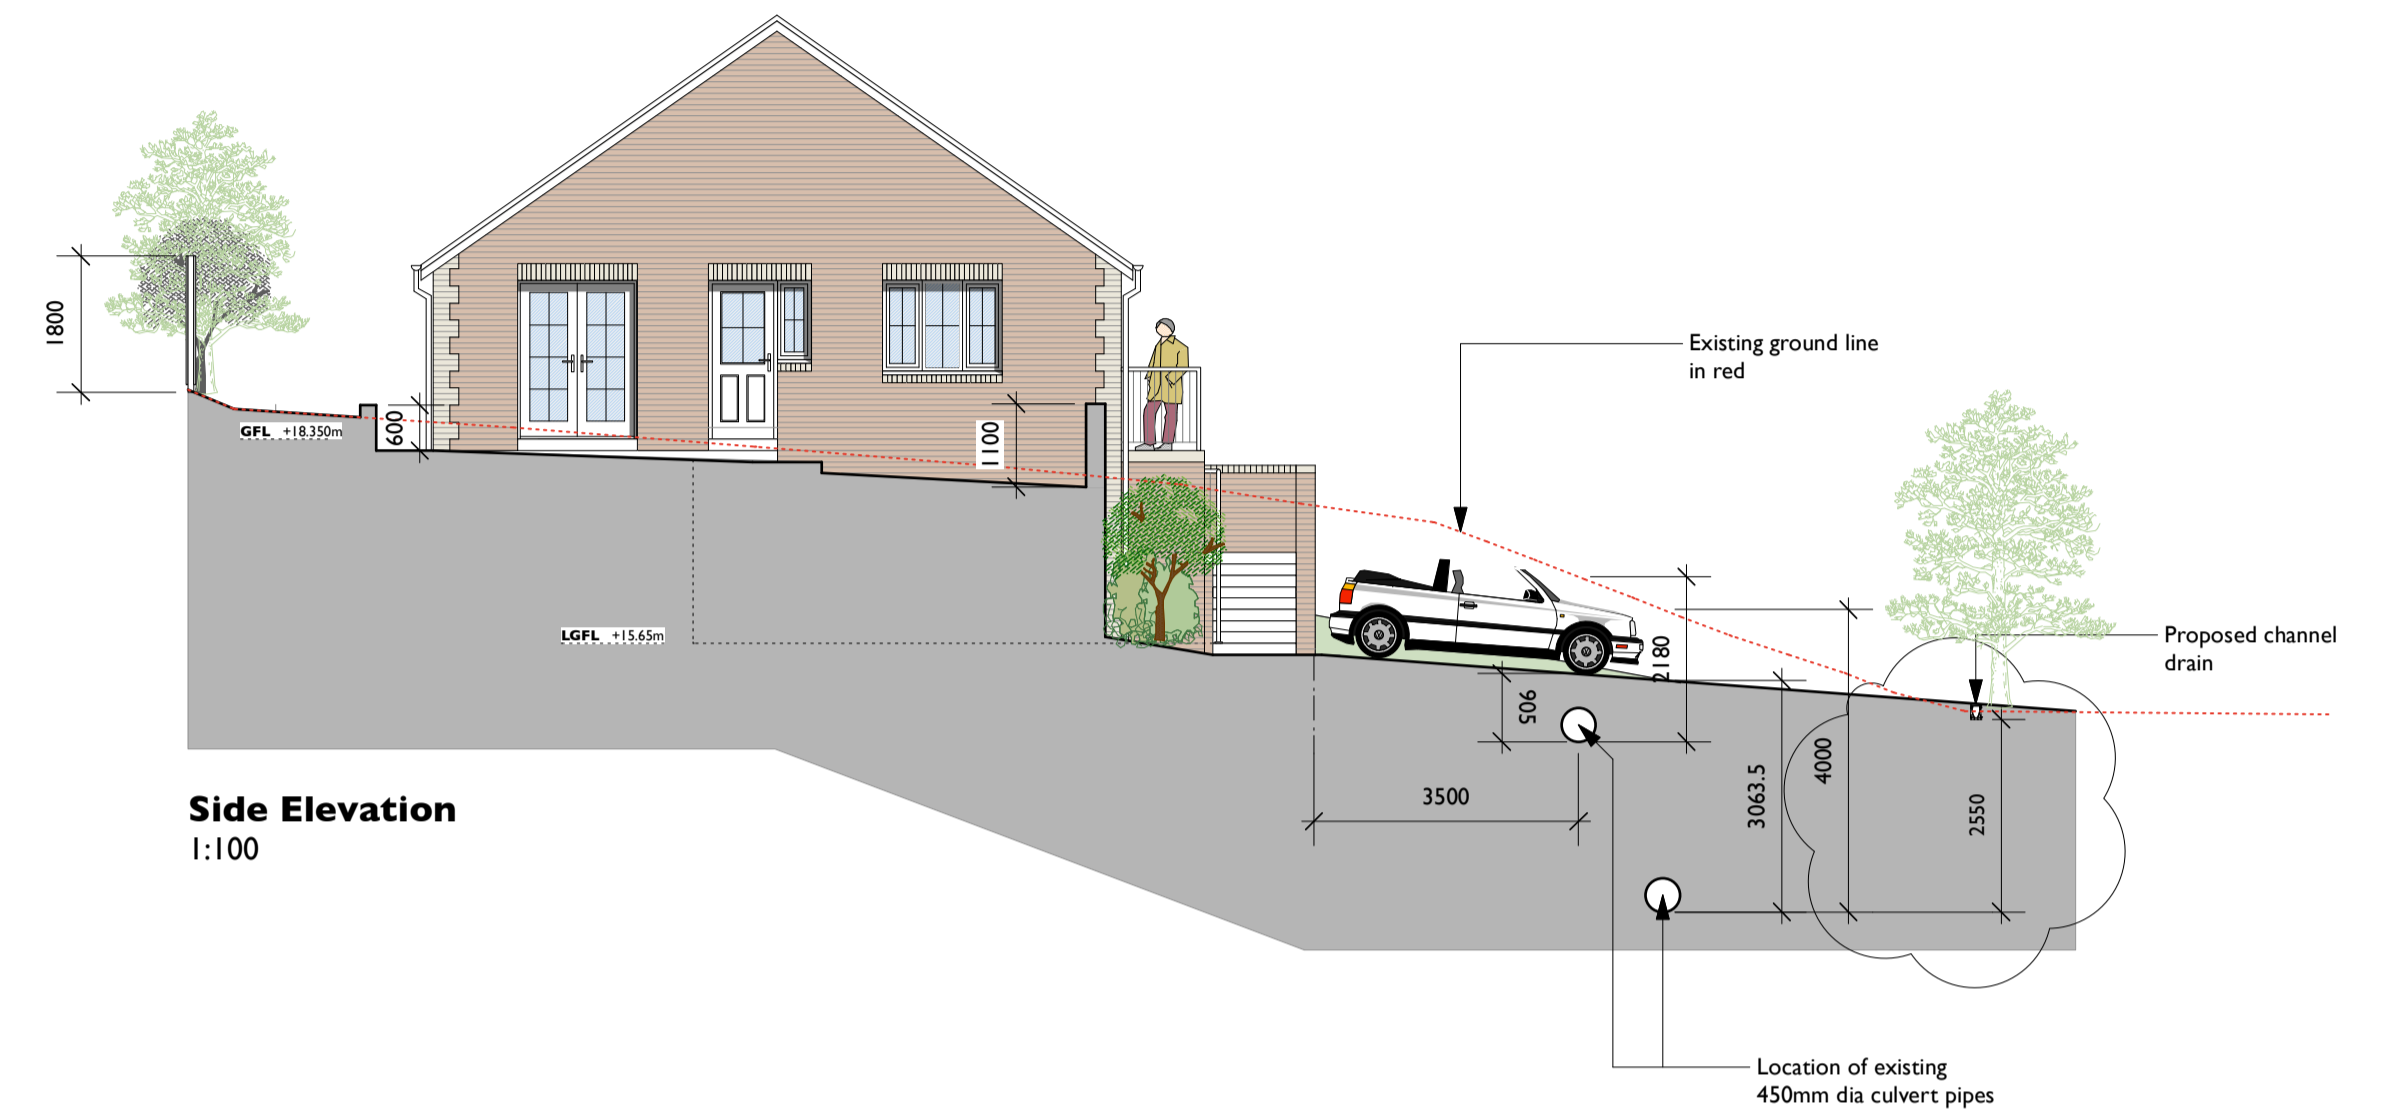 1800
GFL +18.350m
600
1100
Existing ground line
in red
LGFL +15.65m
2180
Proposed channel
drain
905
3500
3063.5
4000
2550
Side Elevation
1:100
Location of existing
450mm dia culvert pipes